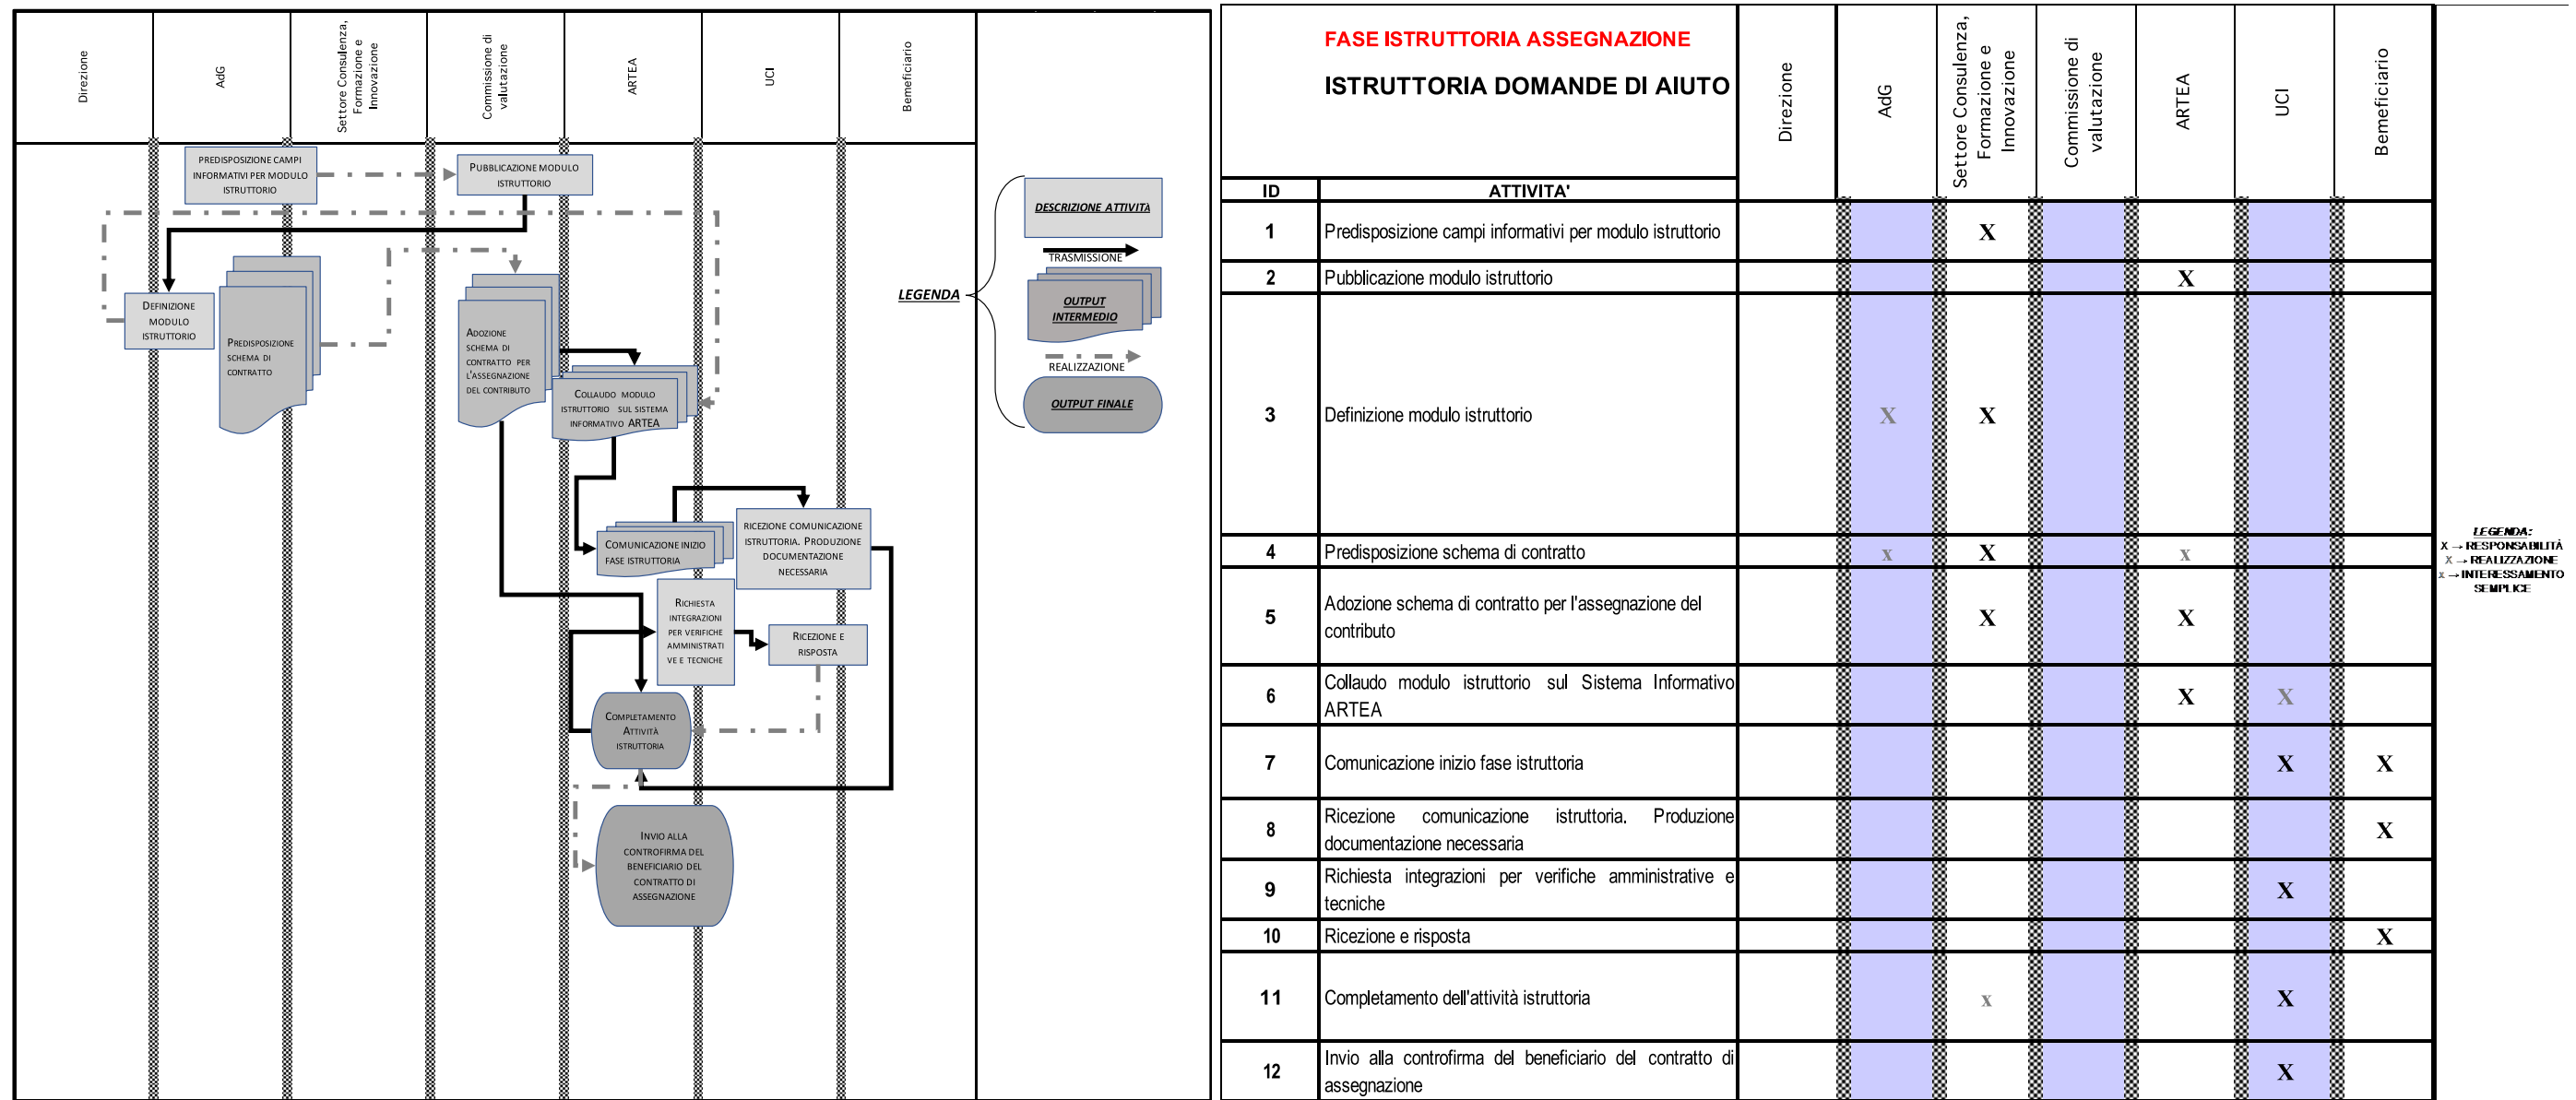 Direzione
AdG
Settore Consulenza,
Formazione e
Innovazione
Commissione di
valutazione
ARTEA
UCI
Bemeficiario
PREDISPOSIZIONE CAMPI
INFORMATIVI PER MODULO
ISTRUTTORIO
PUBBLICAZIONE MODULO
ISTRUTTORIO
DEFINIZIONE
MODULO
ISTRUTTORIO
PREDISPOSIZIONE
SCHEMA DI
CONTRATTO
ADOZIONE
SCHEMA DI
CONTRATTO PER
L'ASSEGNAZIONE
DEL CONTRIBUTO
COLLAUDO MODULO
ISTRUTTORIO SUL SISTEMA
INFORMATIVO ARTEA
COMUNICAZIONE INIZIO
FASE ISTRUTTORIA
RICEZIONE COMUNICAZIONE
ISTRUTTORIA. PRODUZIONE
DOCUMENTAZIONE
NECESSARIA
RICHIESTA
INTEGRAZIONI
PER VERIFICHE
AMMINISTRATI
VE E TECNICHE
RICEZIONE E
RISPOSTA
COMPLETAMENTO
ATTIVITÀ
ISTRUTTORIA
INVIO ALLA
CONTROFIRMA DEL
BENEFICIARIO DEL
CONTRATTO DI
ASSEGNAZIONE
LEGENDA
DESCRIZIONE ATTIVITÀ
TRASMISSIONE
OUTPUT
INTERMEDIO
REALIZZAZIONE
OUTPUT FINALE
FASE ISTRUTTORIA ASSEGNAZIONE
ISTRUTTORIA DOMANDE DI AIUTO
Direzione
AdG
Settore Consulenza,
Formazione e
Innovazione
Commissione di
valutazione
ARTEA
UCI
Bemeficiario
ID ATTIVITA'
1 Predisposizione campi informativi per modulo istruttorio X
2 Pubblicazione modulo istruttorio X
3 Definizione modulo istruttorio X X
4 Predisposizione schema di contratto x X x
5 Adozione schema di contratto per l'assegnazione del
contributo X X
6 Collaudo modulo istruttorio sul Sistema Informativo
ARTEA X X
7 Comunicazione inizio fase istruttoria X X
8 Ricezione comunicazione istruttoria. Produzione
documentazione necessaria X
9 Richiesta integrazioni per verifiche amministrative e
tecniche X
10 Ricezione e risposta X
11 Completamento dell'attività istruttoria x X
12 Invio alla controfirma del beneficiario del contratto di
assegnazione X
LEGENDA:
X → RESPONSABILITÀ
X → REALIZZAZIONE
x → INTERESSAMENTO
SEMPLICE